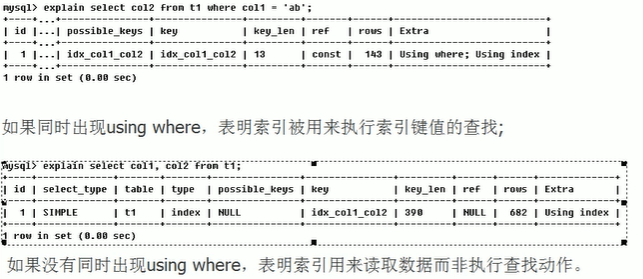 mysql> explain select col2 from t1 where col1 = 'ab';
+----+...+---------------+---------------+---------+-------+------+--------------------------+
| id |...| possible_keys | key | key_len | ref | rows | Extra |
+----+...+---------------+---------------+---------+-------+------+--------------------------+
| 1 |...| idx_col1_col2 | idx_col1_col2 | 13 | const | 143 | Using where; Using index |
+----+...+---------------+---------------+---------+-------+------+--------------------------+
1 row in set (0.00 sec)
如果同时出现using where，表明索引被用来执行索引键值的查找;
mysql> explain select col1, col2 from t1;
| id | select_type | table | type | possible_keys | key | key_len | ref | rows | Extra |
| 1 | SIMPLE | t1 | index | NULL | idx_col1_col2 | 390 | NULL | 682 | Using index |
1 row in set (0.00 sec)
如果没有同时出现using where，表明索引用来读取数据而非执行查找动作。